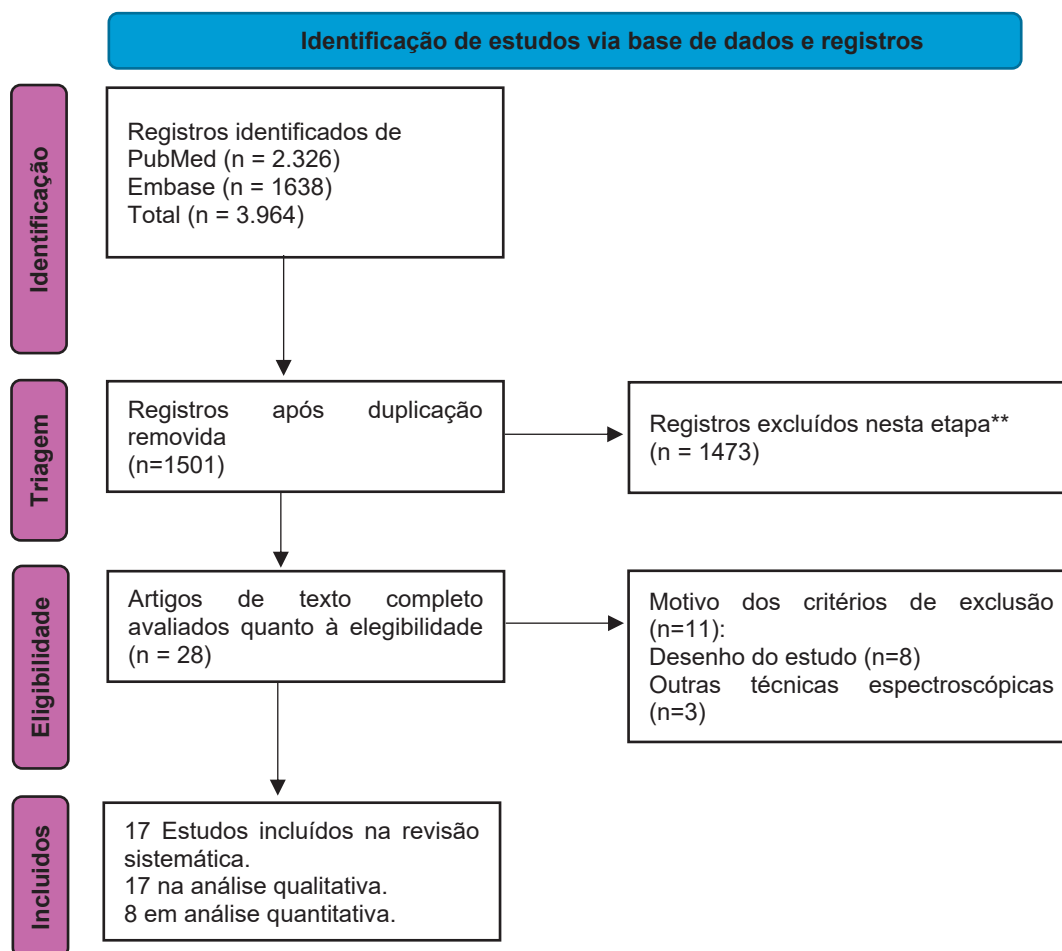 Identificação de estudos via base de dados e registros
Identificação
Registros identificados de
PubMed (n = 2.326)
Embase (n = 1638)
Total (n = 3.964)
Triagem
Registros após duplicação
removida
(n=1501)
Registros excluídos nesta etapa**
(n = 1473)
Eligibilidade
Artigos de texto completo
avaliados quanto à elegibilidade
(n = 28)
Motivo dos critérios de exclusão
(n=11):
Desenho do estudo (n=8)
Outras técnicas espectroscópicas
(n=3)
Incluidos
17 Estudos incluídos na revisão
sistemática.
17 na análise qualitativa.
8 em análise quantitativa.